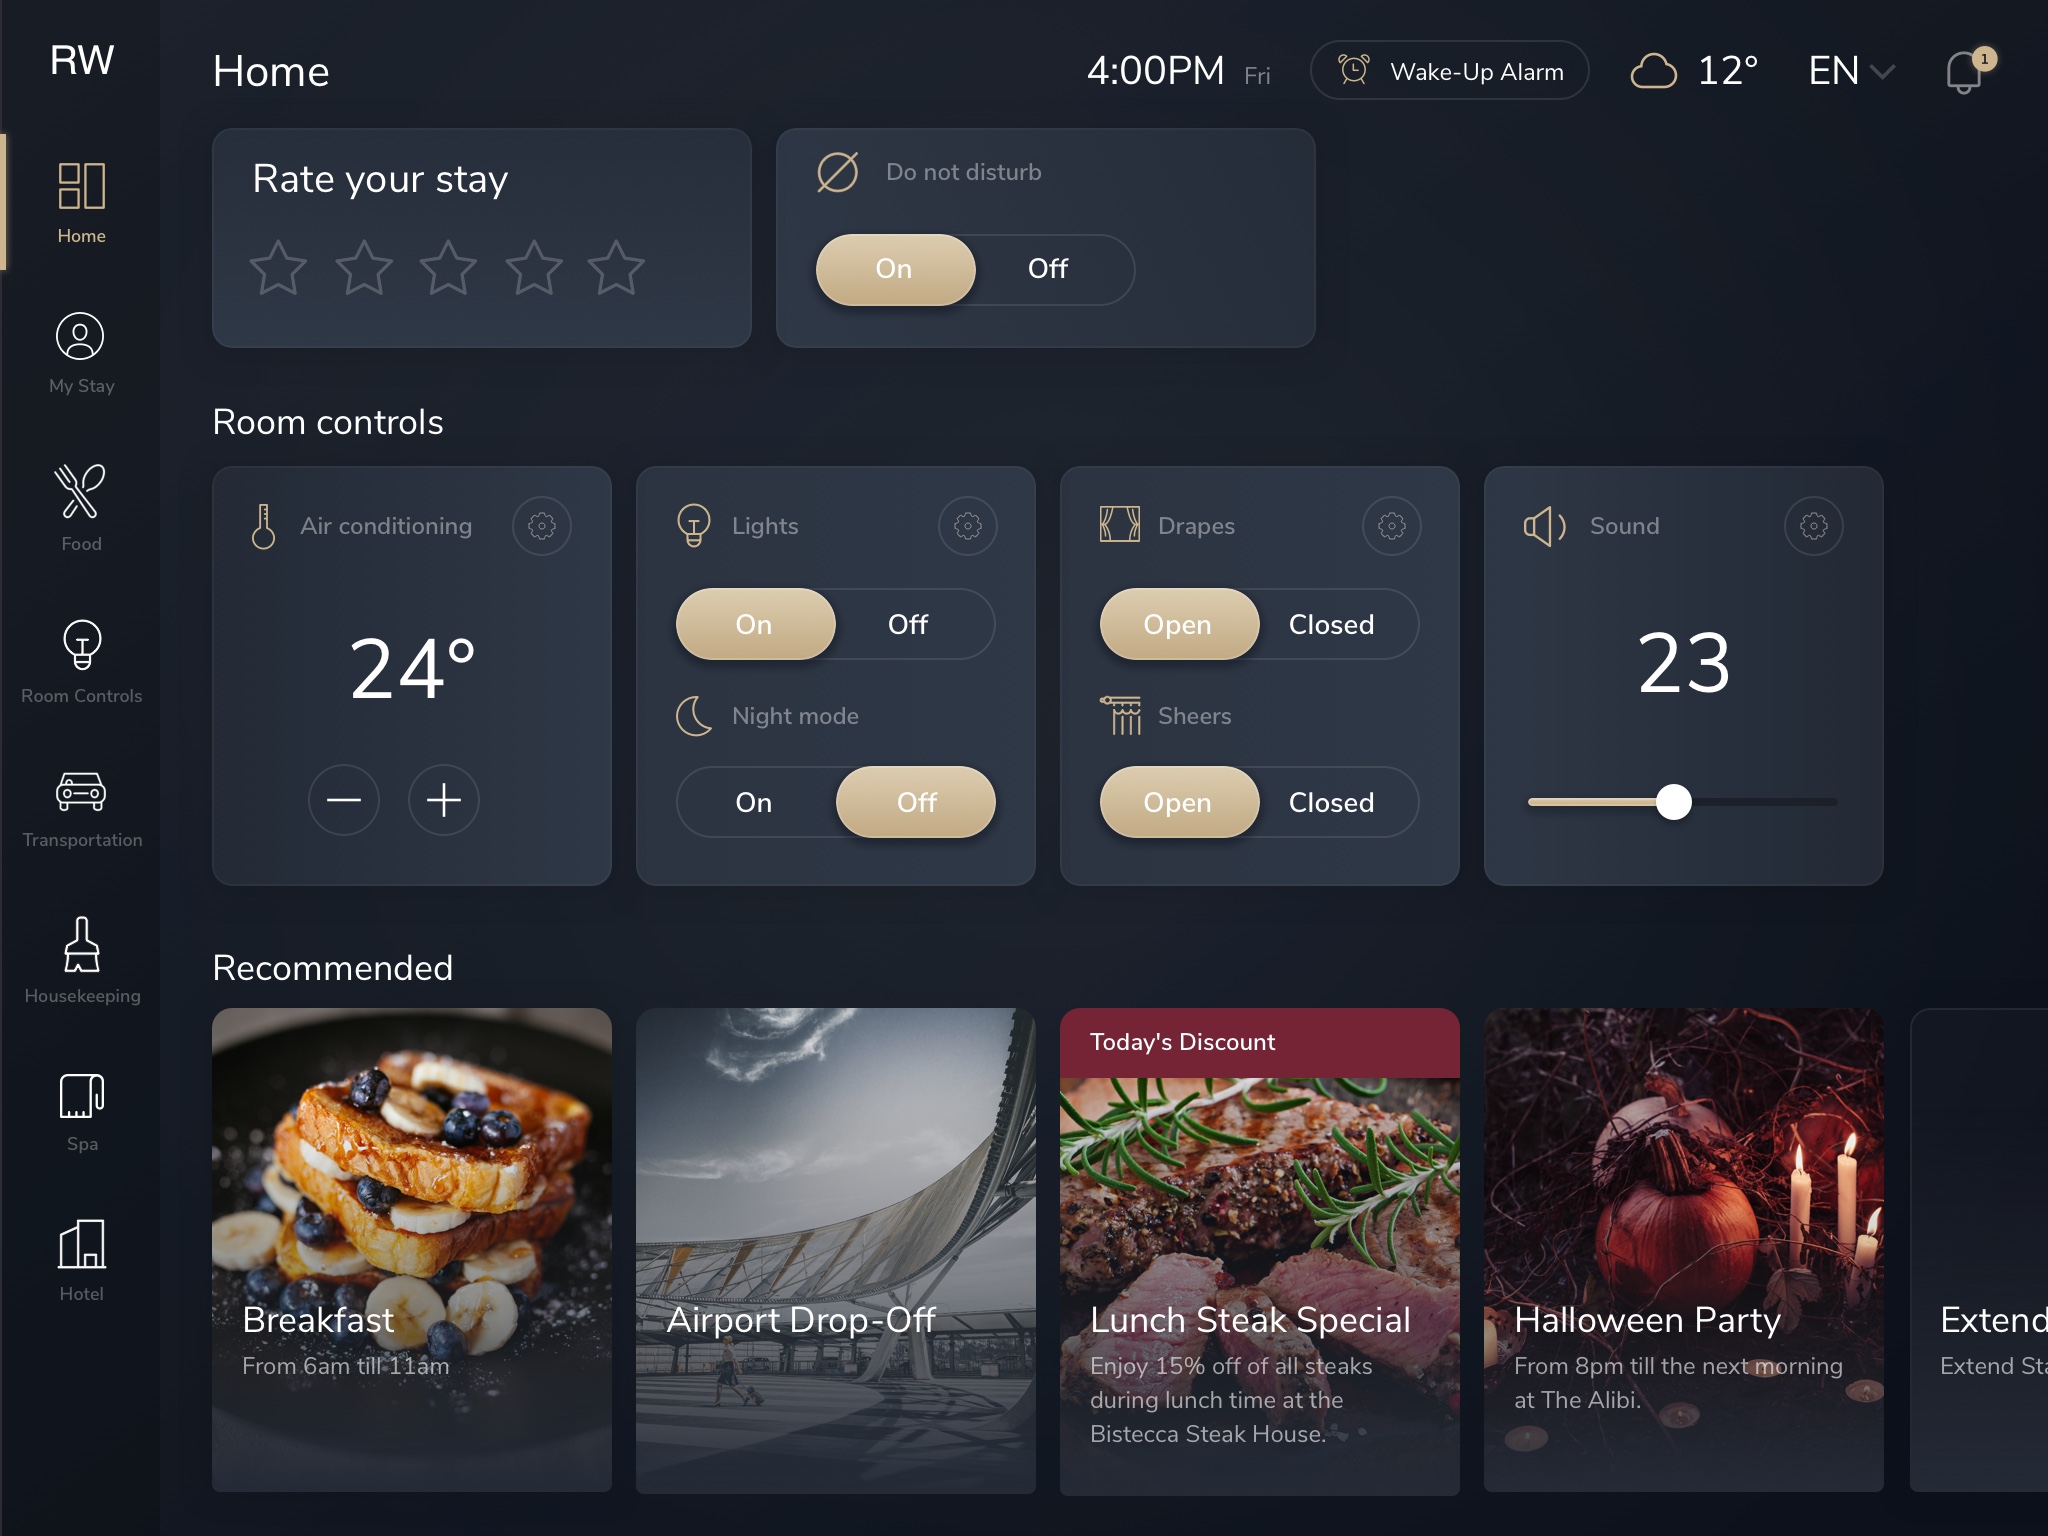 RW
Home
4:00PM Fri
Wake-Up Alarm
12°
EN
1
Home
My Stay
Food
Room Controls
Transportation
Housekeeping
Spa
Hotel
Rate your stay
Do not disturb
On Off
Room controls
Air conditioning
24°
Lights
On Off
Night mode
On Off
Drapes
Open Closed
Sheers
Open Closed
Sound
23
Recommended
Breakfast
From 6am till 11am
Airport Drop-Off
Today's Discount
Lunch Steak Special
Enjoy 15% off of all steaks
during lunch time at the
Bistecca Steak House.
Halloween Party
From 8pm till the next morning
at The Alibi.
Extend
Extend